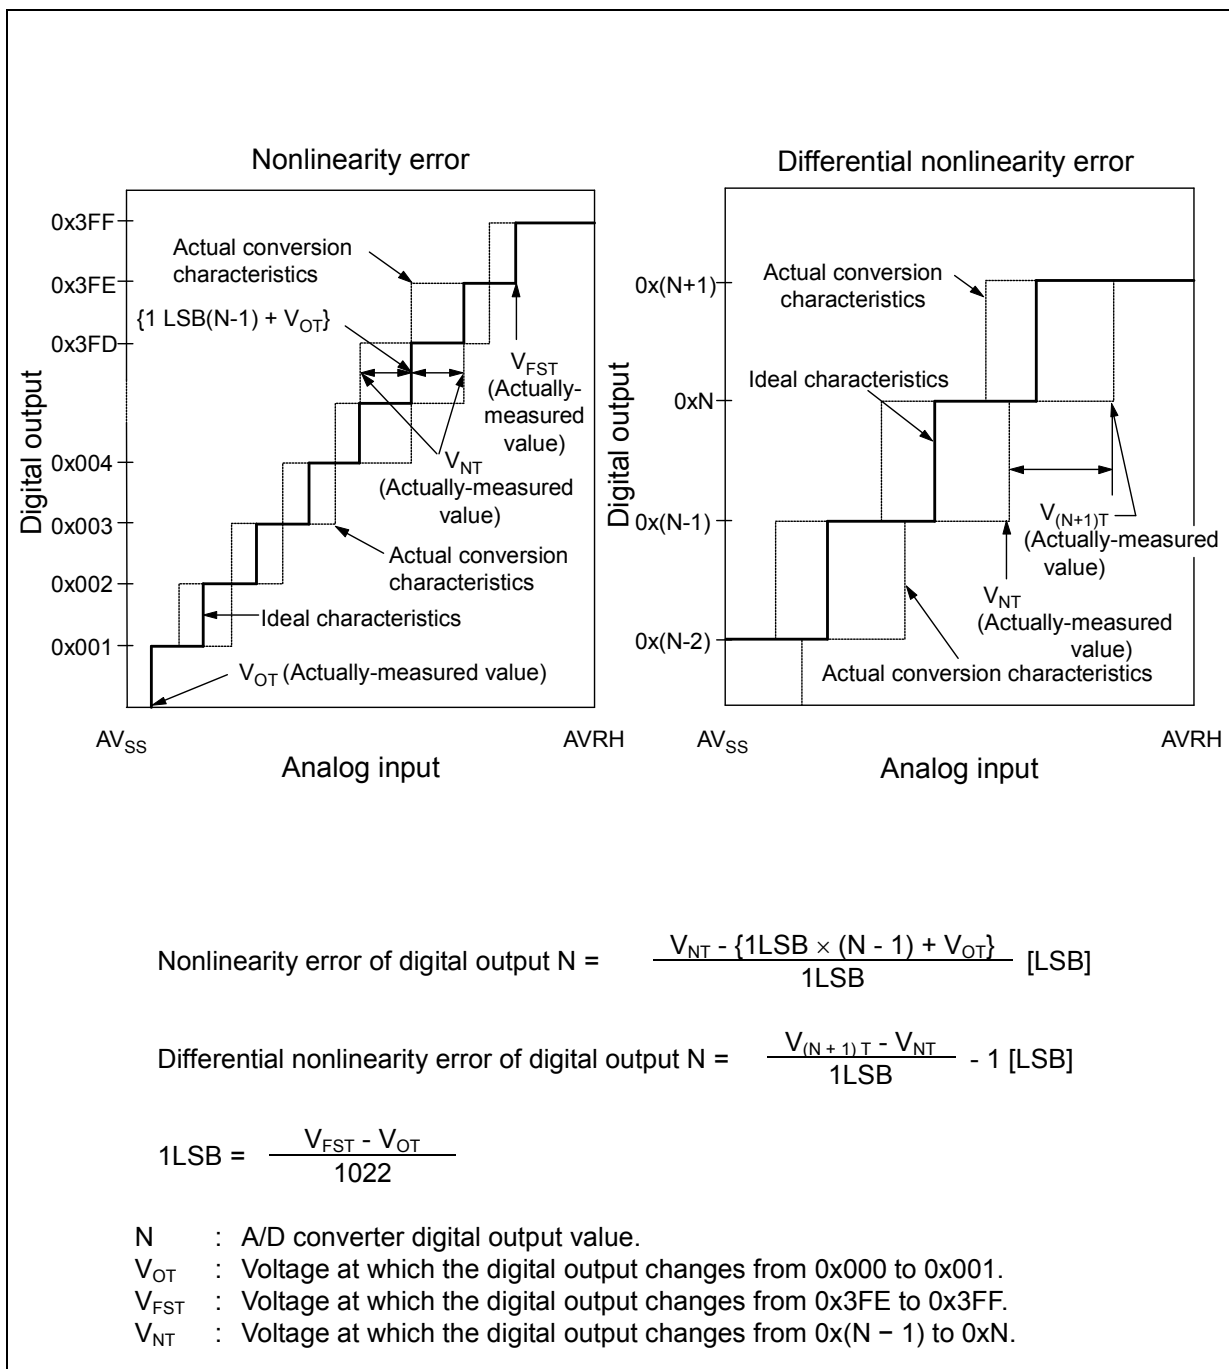 Nonlinearity error
0x3FF
0x3FE
0x3FD
0x004
0x003
0x002
0x001
Digital output
Actual conversion
characteristics
{1 LSB(N-1) + VOT}
VFST
(Actually-
measured
value)
VNT
(Actually-measured
value)
Actual conversion
characteristics
Ideal characteristics
VOT (Actually-measured value)
AVSS
AVRH
Analog input
Differential nonlinearity error
0x(N+1)
0xN
0x(N-1)
0x(N-2)
Digital output
Actual conversion
characteristics
Ideal characteristics
V(N+1)T
(Actually-measured
value)
VNT
(Actually-measured
value)
Actual conversion characteristics
AVSS
AVRH
Analog input
Nonlinearity error of digital output N = VNT - {1LSB × (N - 1) + VOT} / 1LSB [LSB]
Differential nonlinearity error of digital output N = V(N + 1) T - VNT / 1LSB - 1 [LSB]
1LSB = VFST - VOT / 1022
N : A/D converter digital output value.
VOT : Voltage at which the digital output changes from 0x000 to 0x001.
VFST : Voltage at which the digital output changes from 0x3FE to 0x3FF.
VNT : Voltage at which the digital output changes from 0x(N − 1) to 0xN.